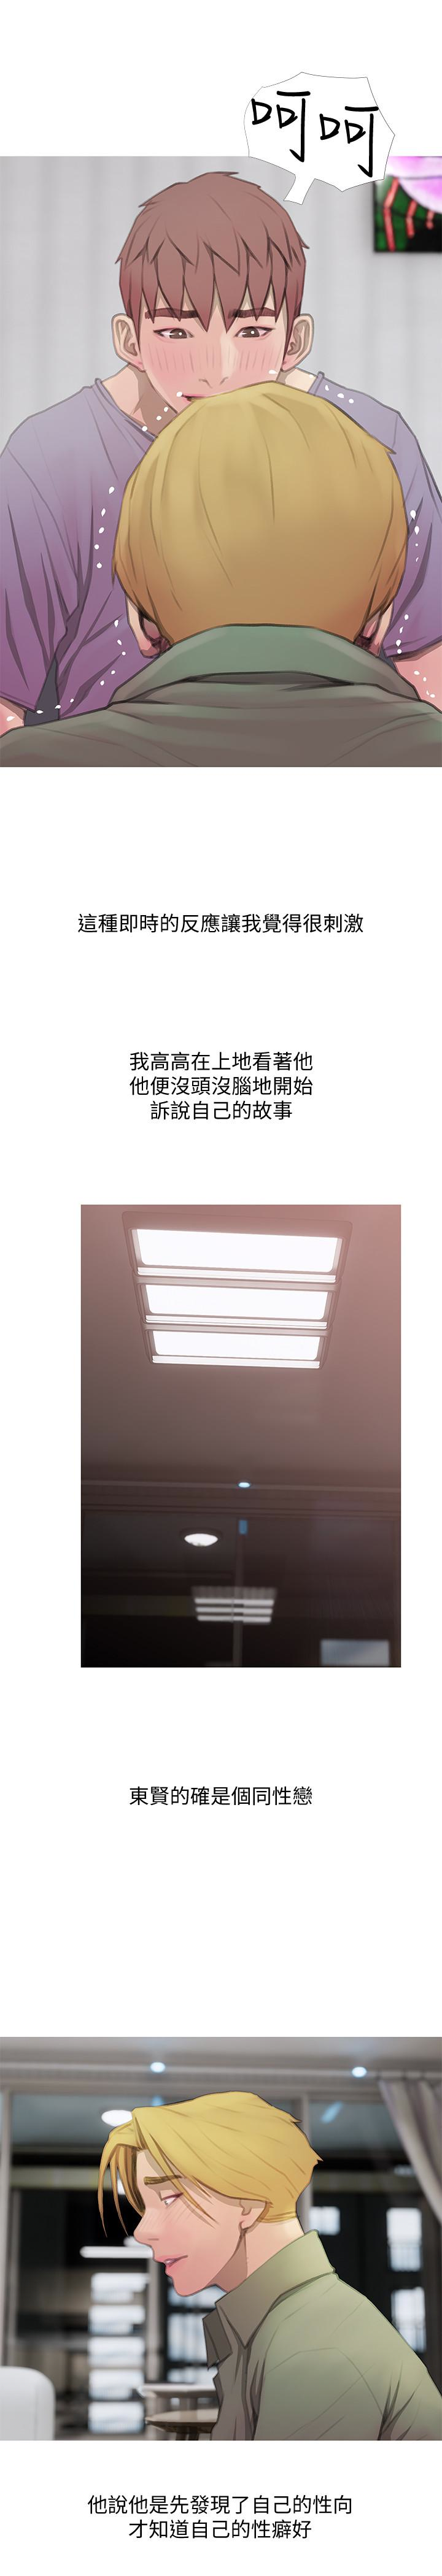 呵呵
這種即時的反應讓我覺得很刺激
我高高在上地看著他
他便沒頭沒腦地開始
訴說自己的故事
東賢的確是個同性戀
他說他是先發現了自己的性向
才知道自己的性癖好